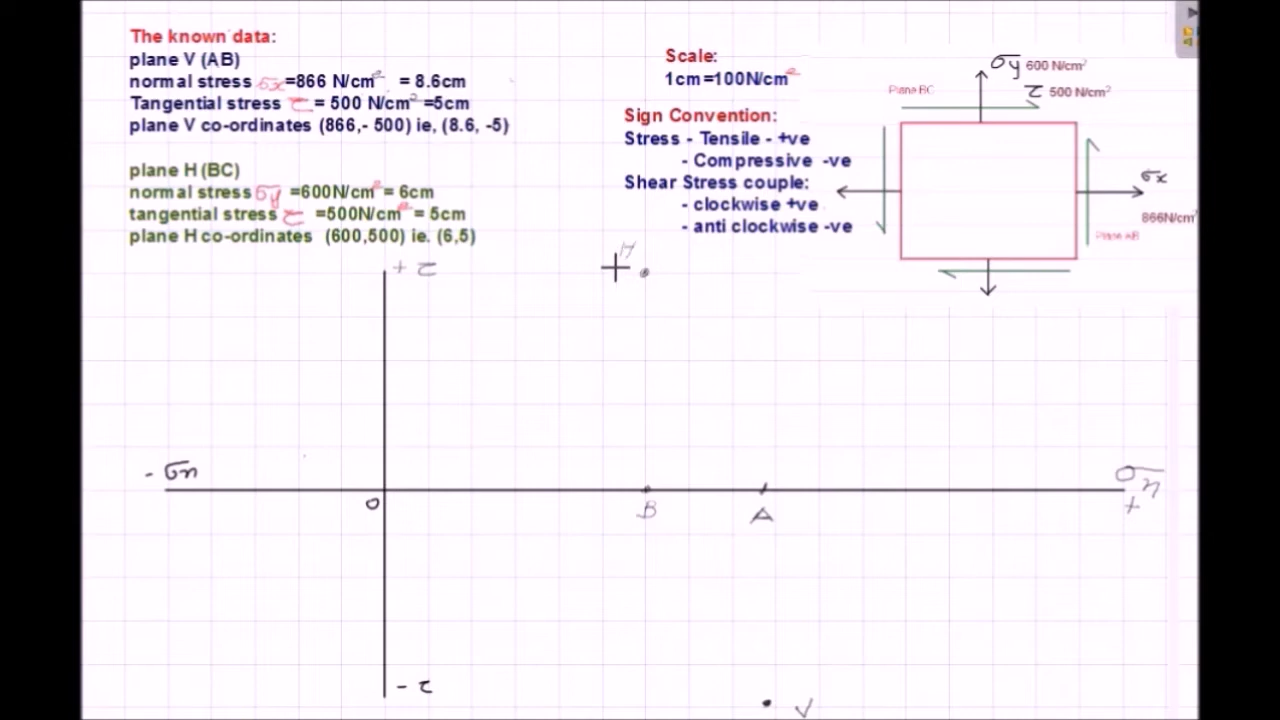 The known data:
plane V (AB)
normal stress σx=866 N/cm² = 8.6cm
Tangential stress τ = 500 N/cm² =5cm
plane V co-ordinates (866,- 500) ie, (8.6, -5)
plane H (BC)
normal stress σy =600N/cm² = 6cm
tangential stress τ =500N/cm² = 5cm
plane H co-ordinates (600,500) ie. (6,5)
Scale:
1cm=100N/cm²
Sign Convention:
Stress - Tensile - +ve
- Compressive -ve
Shear Stress couple:
- clockwise +ve
- anti clockwise -ve
σy 600 N/cm²
Plane BC
τ 500 N/cm²
σx
866N/cm²
Plane AB
+ τ
H
- σn
σn
+
O
B
A
- τ
V